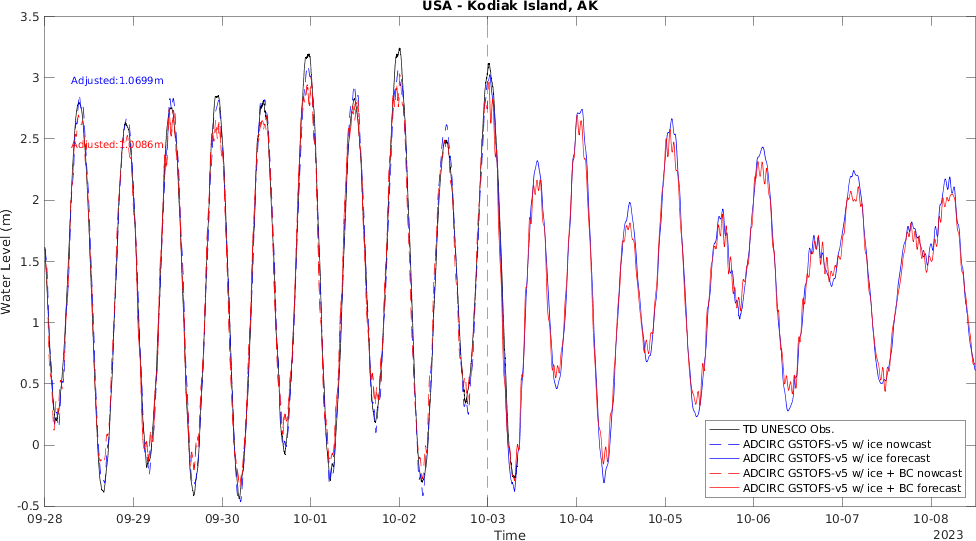 USA - Kodiak Island, AK
3.5
3
2.5
2
1.5
1
0.5
0
-0.5
Water Level (m)
Adjusted:1.0699m
Adjusted:1.0086m
TD UNESCO Obs.
ADCIRC GSTOFS-v5 w/ ice nowcast
ADCIRC GSTOFS-v5 w/ ice forecast
ADCIRC GSTOFS-v5 w/ ice + BC nowcast
ADCIRC GSTOFS-v5 w/ ice + BC forecast
09-28 09-29 09-30 10-01 10-02 10-03 10-04 10-05 10-06 10-07 10-08
Time
2023